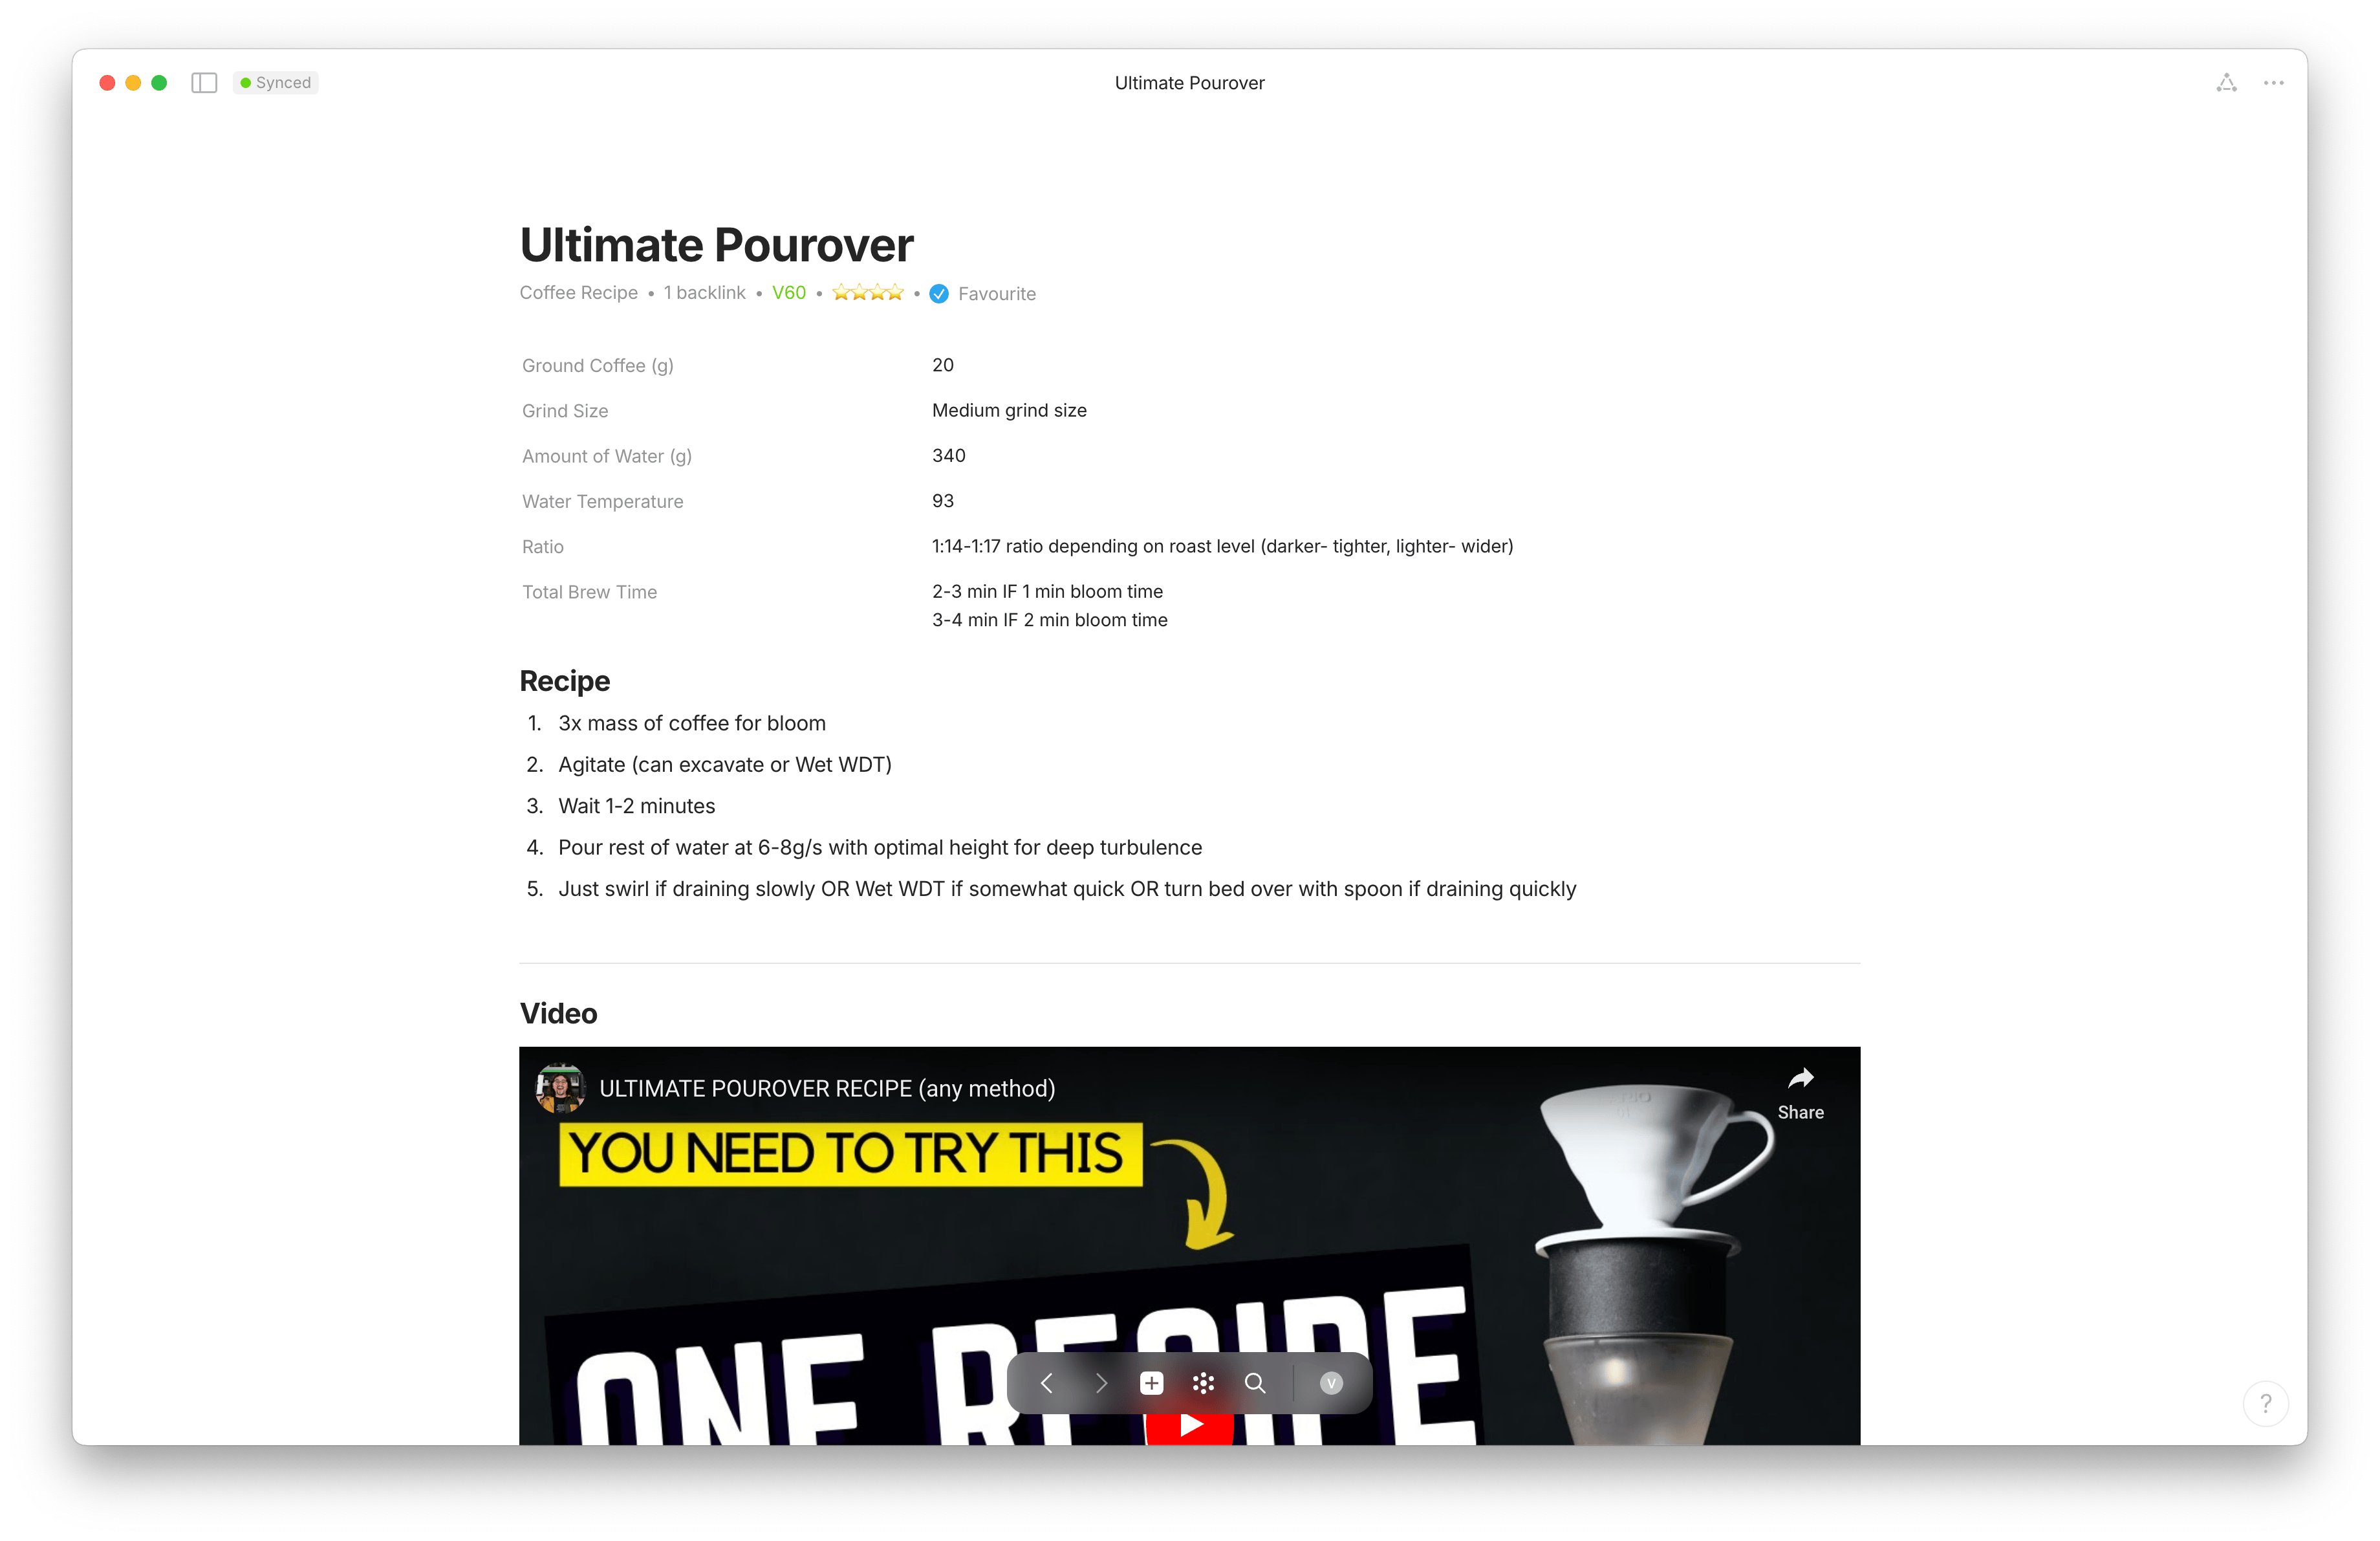 Synced
Ultimate Pourover
Ultimate Pourover
Coffee Recipe • 1 backlink • V60 • ⭐⭐⭐⭐ • Favourite
Ground Coffee (g) 20
Grind Size Medium grind size
Amount of Water (g) 340
Water Temperature 93
Ratio 1:14-1:17 ratio depending on roast level (darker- tighter, lighter- wider)
Total Brew Time 2-3 min IF 1 min bloom time
3-4 min IF 2 min bloom time
Recipe
1. 3x mass of coffee for bloom
2. Agitate (can excavate or Wet WDT)
3. Wait 1-2 minutes
4. Pour rest of water at 6-8g/s with optimal height for deep turbulence
5. Just swirl if draining slowly OR Wet WDT if somewhat quick OR turn bed over with spoon if draining quickly
Video
ULTIMATE POUROVER RECIPE (any method)
Share
YOU NEED TO TRY THIS
ONE RECIPE
V
?